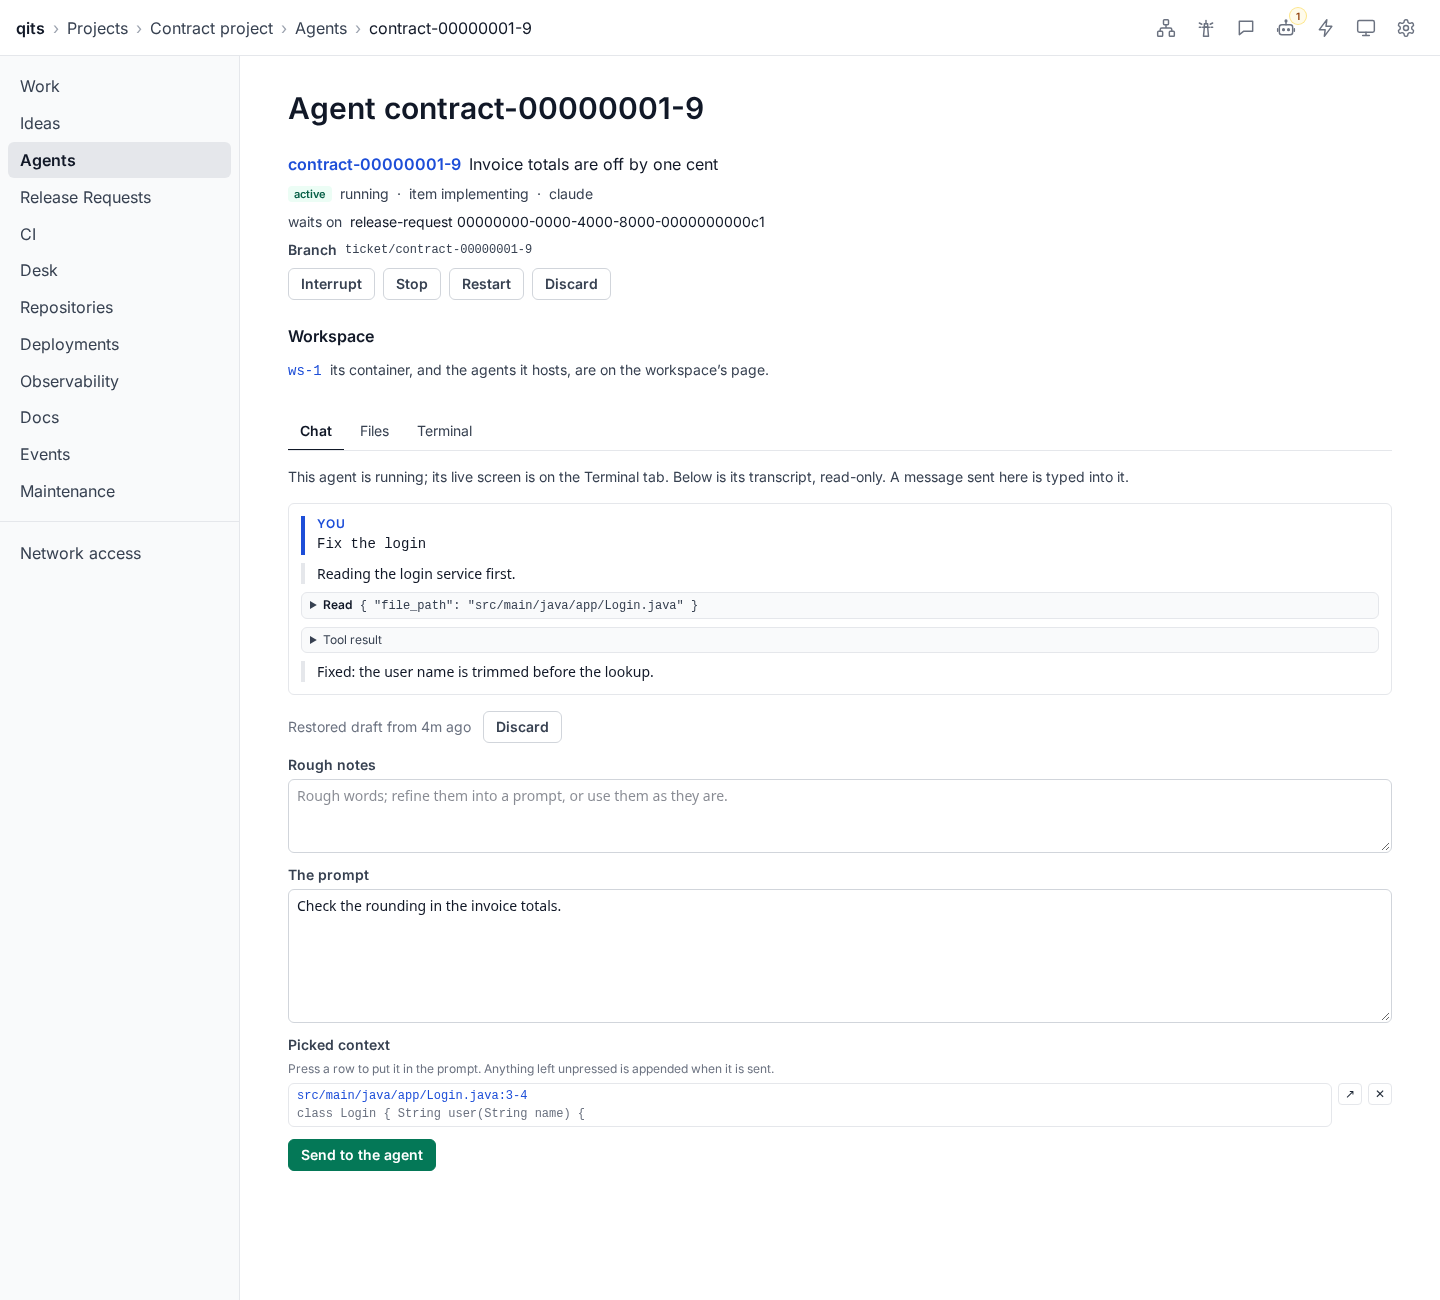 qits › Projects › Contract project › Agents › contract-00000001-9
1
Work
Ideas
Agents
Release Requests
CI
Desk
Repositories
Deployments
Observability
Docs
Events
Maintenance
Network access
Agent contract-00000001-9
contract-00000001-9 Invoice totals are off by one cent
active running · item implementing · claude
waits on release-request 00000000-0000-4000-8000-0000000000c1
Branch ticket/contract-00000001-9
Interrupt Stop Restart Discard
Workspace
ws-1 its container, and the agents it hosts, are on the workspace’s page.
Chat Files Terminal
This agent is running; its live screen is on the Terminal tab. Below is its transcript, read-only. A message sent here is typed into it.
YOU
Fix the login
Reading the login service first.
Read { "file_path": "src/main/java/app/Login.java" }
Tool result
Fixed: the user name is trimmed before the lookup.
Restored draft from 4m ago Discard
Rough notes
Rough words; refine them into a prompt, or use them as they are.
The prompt
Check the rounding in the invoice totals.
Picked context
Press a row to put it in the prompt. Anything left unpressed is appended when it is sent.
src/main/java/app/Login.java:3-4
class Login { String user(String name) {
Send to the agent